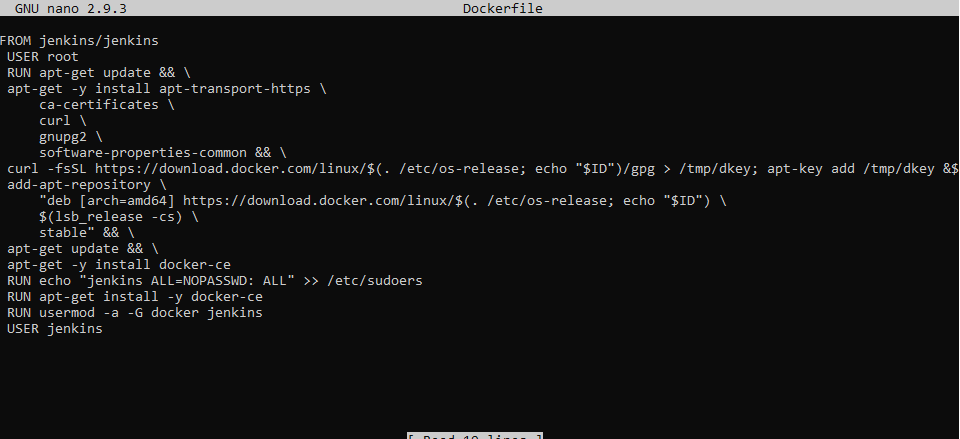 GNU nano 2.9.3 Dockerfile
FROM jenkins/jenkins
USER root
RUN apt-get update && \
apt-get -y install apt-transport-https \
ca-certificates \
curl \
gnupg2 \
software-properties-common && \
curl -fsSL https://download.docker.com/linux/$(. /etc/os-release; echo "$ID")/gpg > /tmp/dkey; apt-key add /tmp/dkey &$
add-apt-repository \
"deb [arch=amd64] https://download.docker.com/linux/$(. /etc/os-release; echo "$ID") \
$(lsb_release -cs) \
stable" && \
apt-get update && \
apt-get -y install docker-ce
RUN echo "jenkins ALL=NOPASSWD: ALL" >> /etc/sudoers
RUN apt-get install -y docker-ce
RUN usermod -a -G docker jenkins
USER jenkins
[ Read 19 lines ]